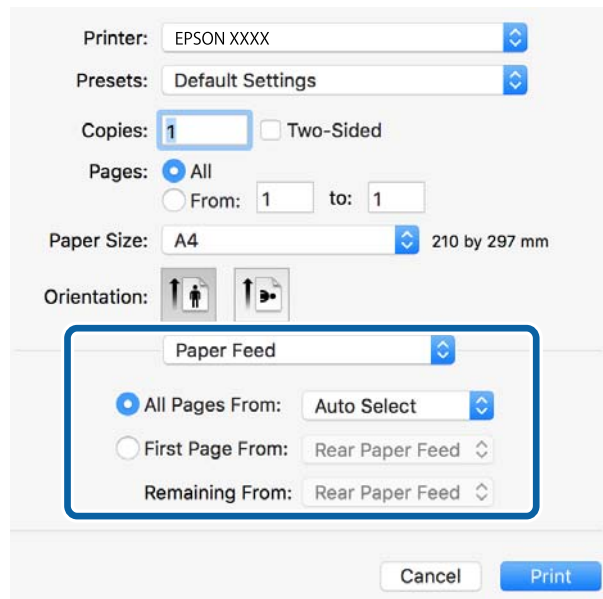 Printer: EPSON XXXX
Presets: Default Settings
Copies: 1 Two-Sided
Pages: All
From: 1 to: 1
Paper Size: A4 210 by 297 mm
Orientation:
Paper Feed
All Pages From: Auto Select
First Page From: Rear Paper Feed
Remaining From: Rear Paper Feed
Cancel Print